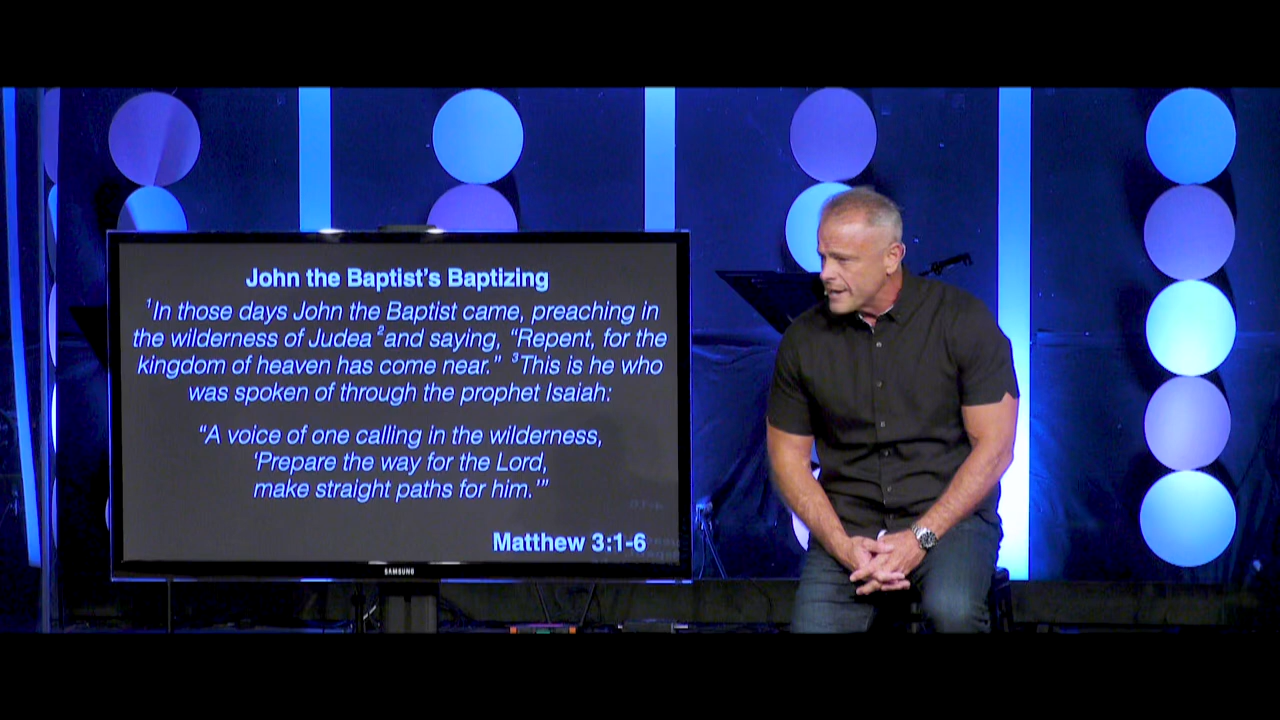 John the Baptist’s Baptizing
¹In those days John the Baptist came, preaching in
the wilderness of Judea ²and saying, “Repent, for the
kingdom of heaven has come near.” ³This is he who
was spoken of through the prophet Isaiah:
“A voice of one calling in the wilderness,
‘Prepare the way for the Lord,
make straight paths for him.’”
Matthew 3:1-6
SAMSUNG